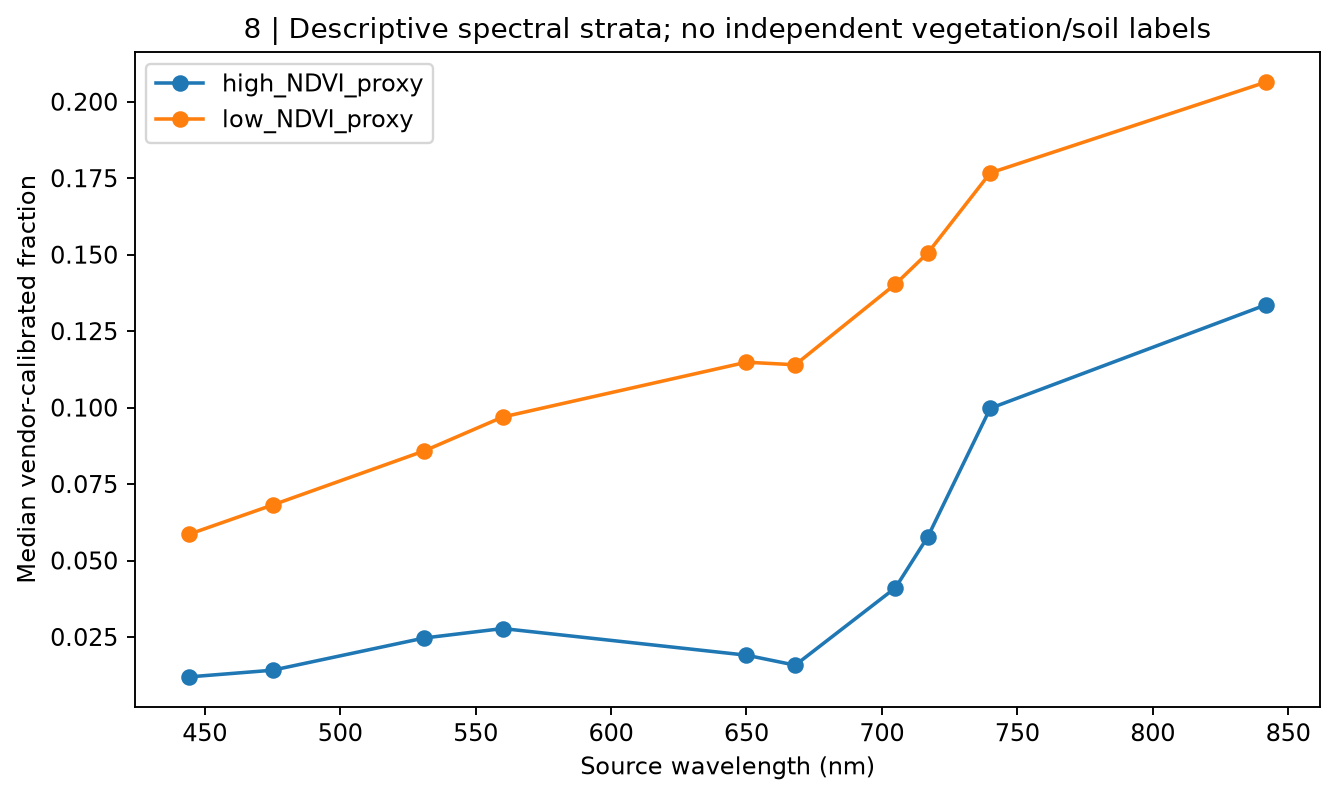 8 | Descriptive spectral strata; no independent vegetation/soil labels
high_NDVI_proxy
low_NDVI_proxy
Median vendor-calibrated fraction
0.200
0.175
0.150
0.125
0.100
0.075
0.050
0.025
450 500 550 600 650 700 750 800 850
Source wavelength (nm)